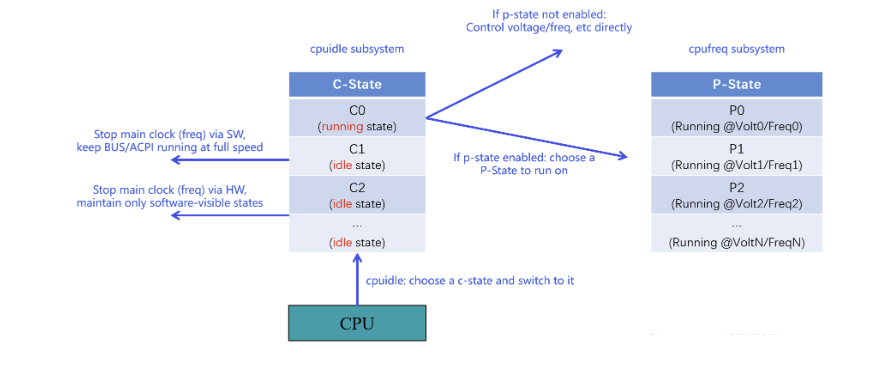 If p-state not enabled:
Control voltage/freq, etc directly
cpuidle subsystem
cpufreq subsystem
C-State
P-State
C0
(running state)
P0
(Running @Volt0/Freq0)
Stop main clock (freq) via SW,
keep BUS/ACPI running at full speed
C1
(idle state)
If p-state enabled: choose a
P-State to run on
P1
(Running @Volt1/Freq1)
Stop main clock (freq) via HW,
maintain only software-visible states
C2
(idle state)
P2
(Running @Volt2/Freq2)
...
(idle state)
...
(Running @VoltN/FreqN)
cpuidle: choose a c-state and switch to it
CPU